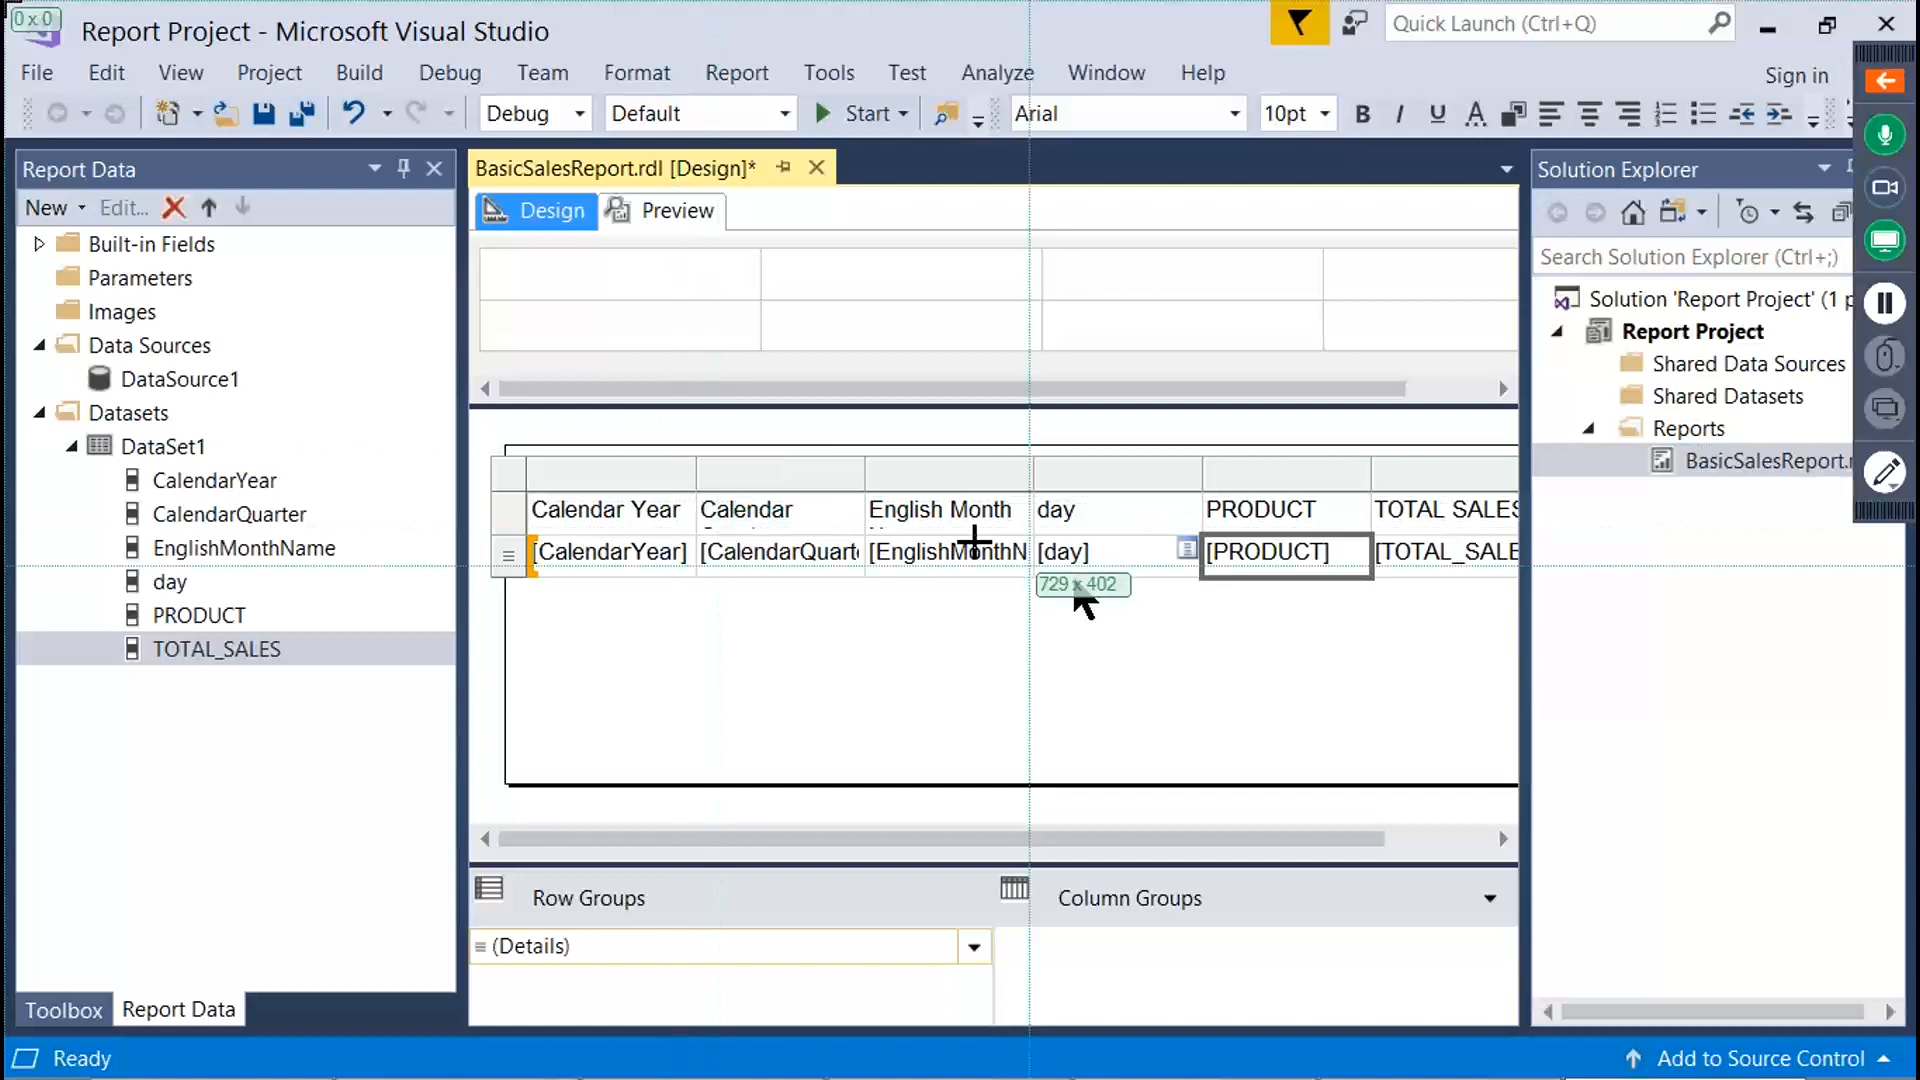 0 x 0
Report Project - Microsoft Visual Studio
Quick Launch (Ctrl+Q)
File Edit View Project Build Debug Team Format Report Tools Test Analyze Window Help
Sign in
Debug Default Start Arial 10pt B I U A
Report Data
BasicSalesReport.rdl [Design]*
Solution Explorer
New Edit...
Design Preview
Search Solution Explorer (Ctrl+;)
Built-in Fields
Parameters
Images
Data Sources
DataSource1
Datasets
DataSet1
CalendarYear
CalendarQuarter
EnglishMonthName
day
PRODUCT
TOTAL_SALES
Solution 'Report Project' (1 p
Report Project
Shared Data Sources
Shared Datasets
Reports
BasicSalesReport.r
Calendar Year Calendar English Month day PRODUCT TOTAL SALES
[CalendarYear] [CalendarQuart [EnglishMonthN [day] [PRODUCT] [TOTAL_SALE
729 x 402
Row Groups Column Groups
(Details)
Toolbox Report Data
Ready Add to Source Control